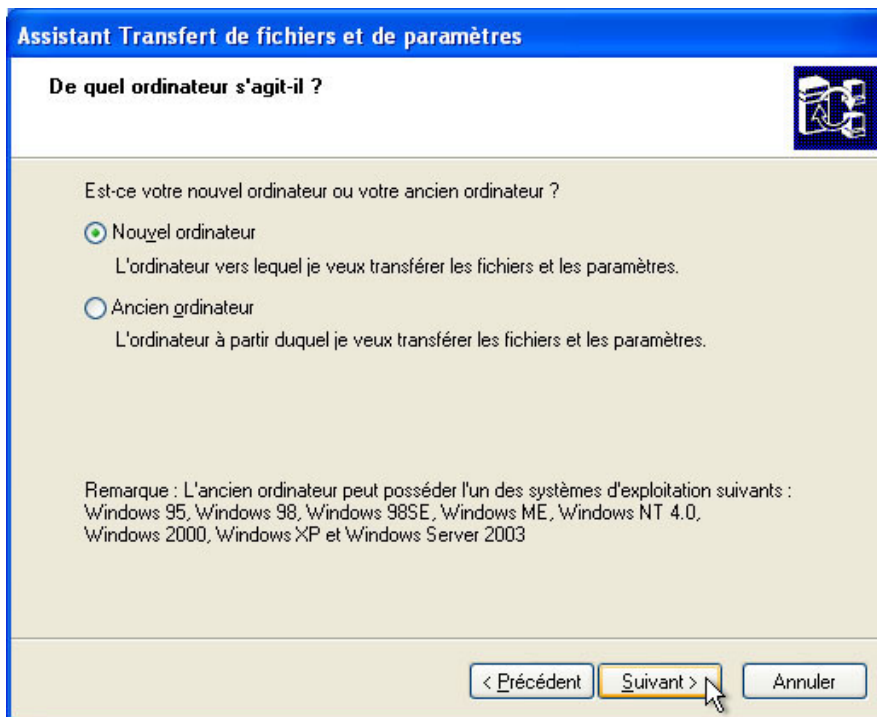 Assistant Transfert de fichiers et de paramètres
De quel ordinateur s'agit-il ?
Est-ce votre nouvel ordinateur ou votre ancien ordinateur ?
Nouvel ordinateur
L'ordinateur vers lequel je veux transférer les fichiers et les paramètres.
Ancien ordinateur
L'ordinateur à partir duquel je veux transférer les fichiers et les paramètres.
Remarque : L'ancien ordinateur peut posséder l'un des systèmes d'exploitation suivants :
Windows 95, Windows 98, Windows 98SE, Windows ME, Windows NT 4.0,
Windows 2000, Windows XP et Windows Server 2003
< Précédent Suivant > Annuler